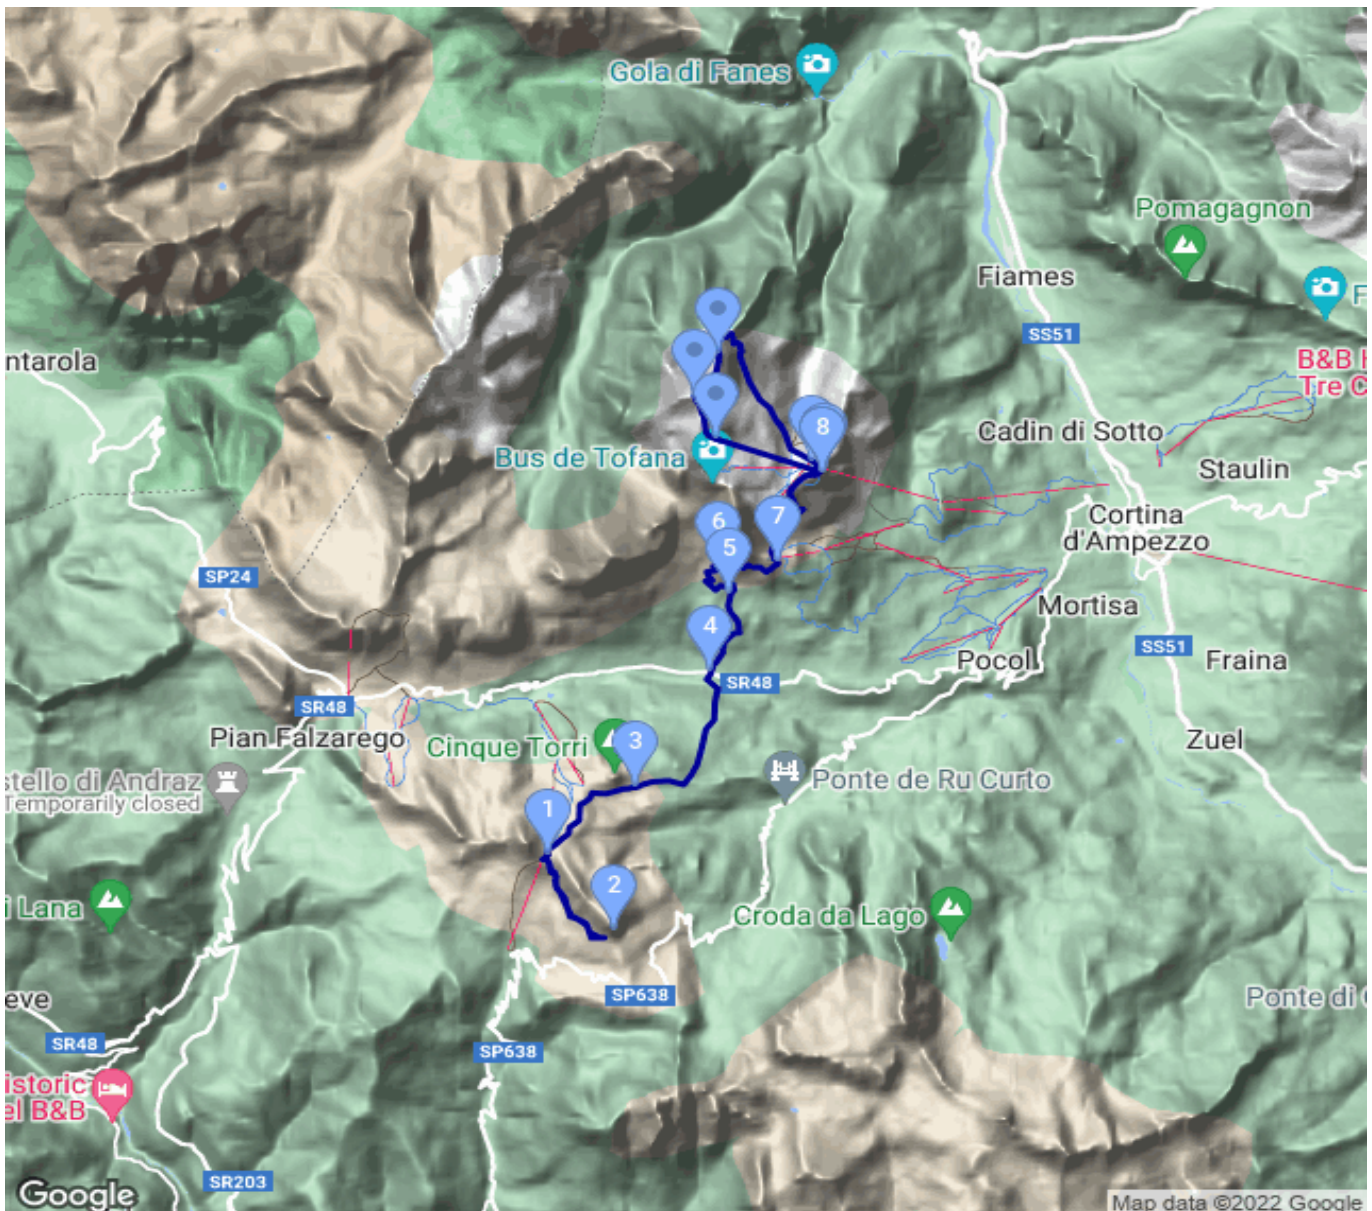 Gola di Fanes
Pomagagnon
Fiames
SS51
F
ntarola
B&B H
Tre C
8
Cadin di Sotto
Bus de Tofana
Staulin
Cortina
d'Ampezzo
6
7
5
SP24
Mortisa
4
SS51
Pocol
Fraina
SR48
SR48
Pian Falzarego
Cinque Torri
3
Zuel
stello di Andraz
Temporarily closed
Ponte de Ru Curto
1
2
i Lana
Croda da Lago
eve
SP638
Ponte di
SR48
SP638
istoric
el B&B
SR203
Google
Map data ©2022 Google